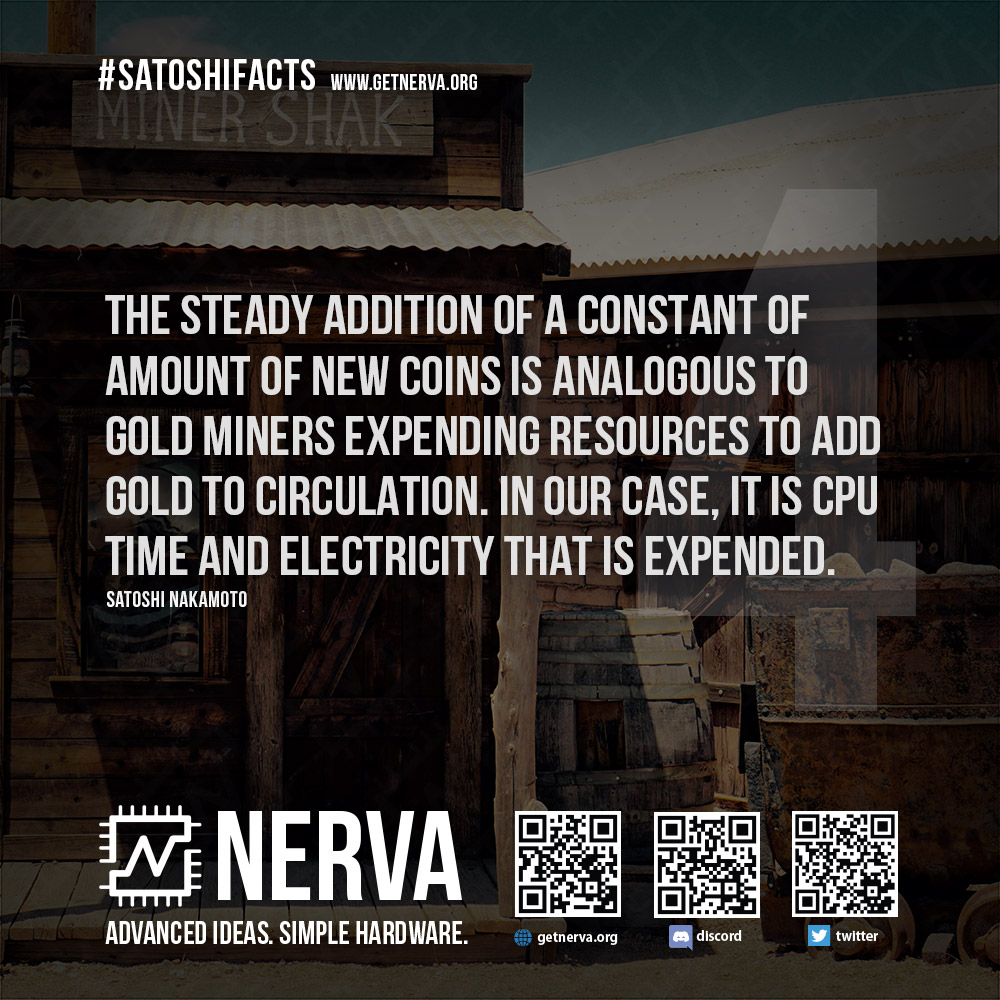 #SATOSHIFACTS WWW.GETNERVA.ORG
MINER SHAK
4
THE STEADY ADDITION OF A CONSTANT OF
AMOUNT OF NEW COINS IS ANALOGOUS TO
GOLD MINERS EXPENDING RESOURCES TO ADD
GOLD TO CIRCULATION. IN OUR CASE, IT IS CPU
TIME AND ELECTRICITY THAT IS EXPENDED.
SATOSHI NAKAMOTO
NERVA
ADVANCED IDEAS. SIMPLE HARDWARE.
getnerva.org
discord
twitter